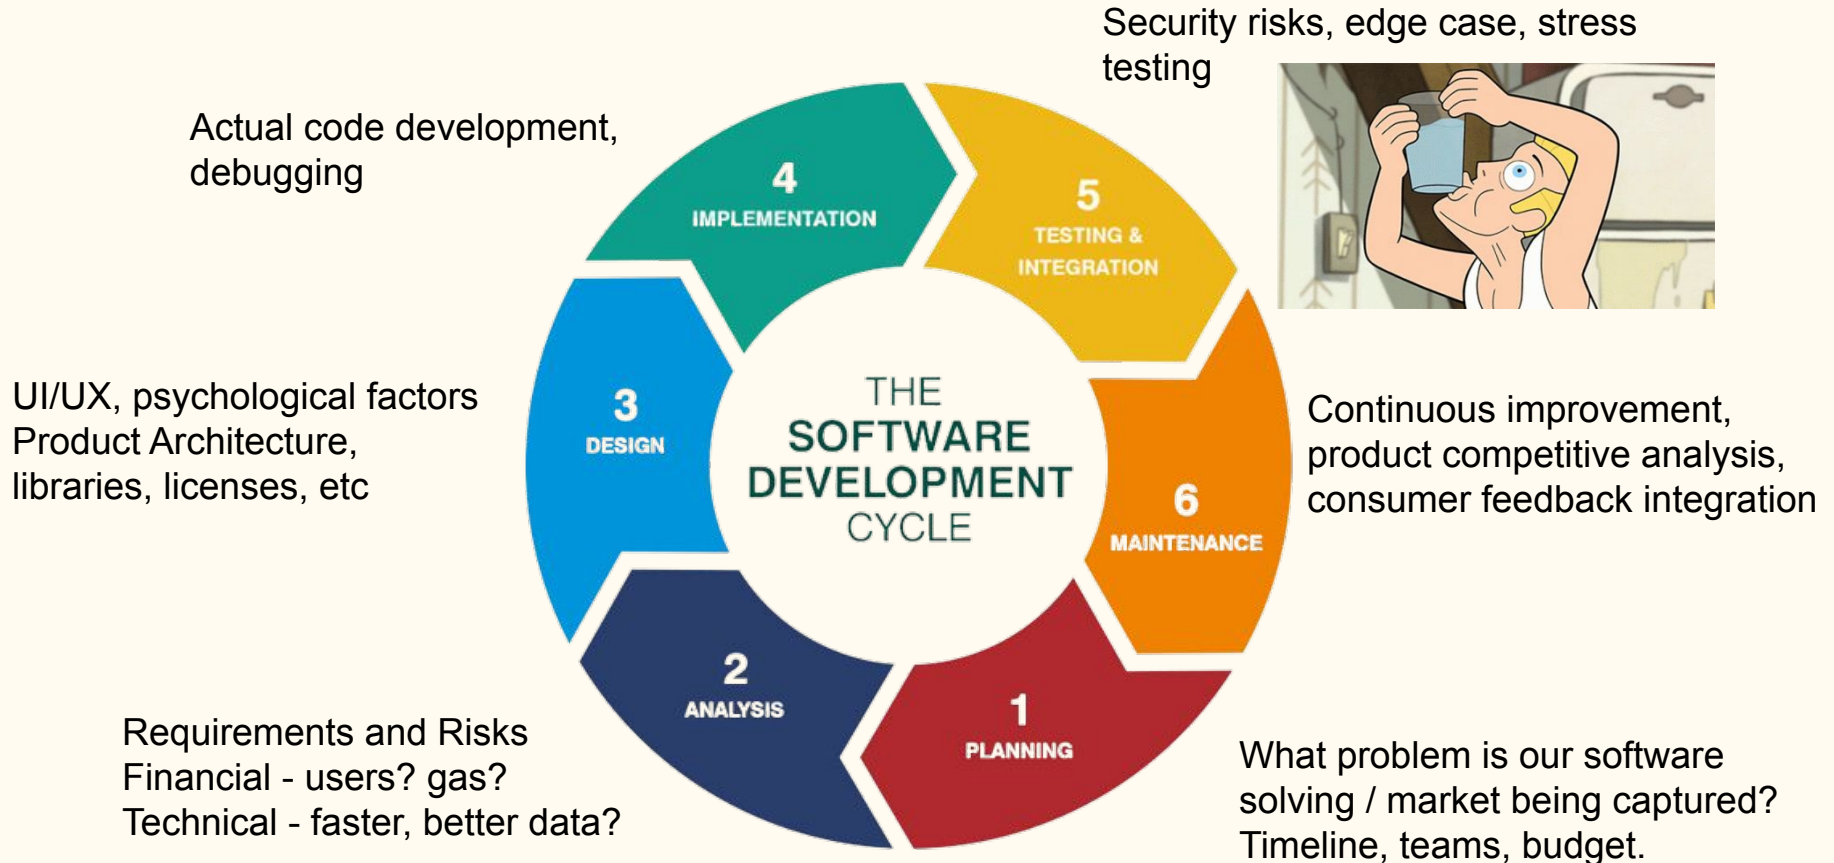 Security risks, edge case, stress
testing
Actual code development,
debugging
4
IMPLEMENTATION
5
TESTING &
INTEGRATION
UI/UX, psychological factors
Product Architecture,
libraries, licenses, etc
3
DESIGN
THE
SOFTWARE
DEVELOPMENT
CYCLE
Continuous improvement,
product competitive analysis,
consumer feedback integration
6
MAINTENANCE
Requirements and Risks
Financial - users? gas?
Technical - faster, better data?
2
ANALYSIS
1
PLANNING
What problem is our software
solving / market being captured?
Timeline, teams, budget.